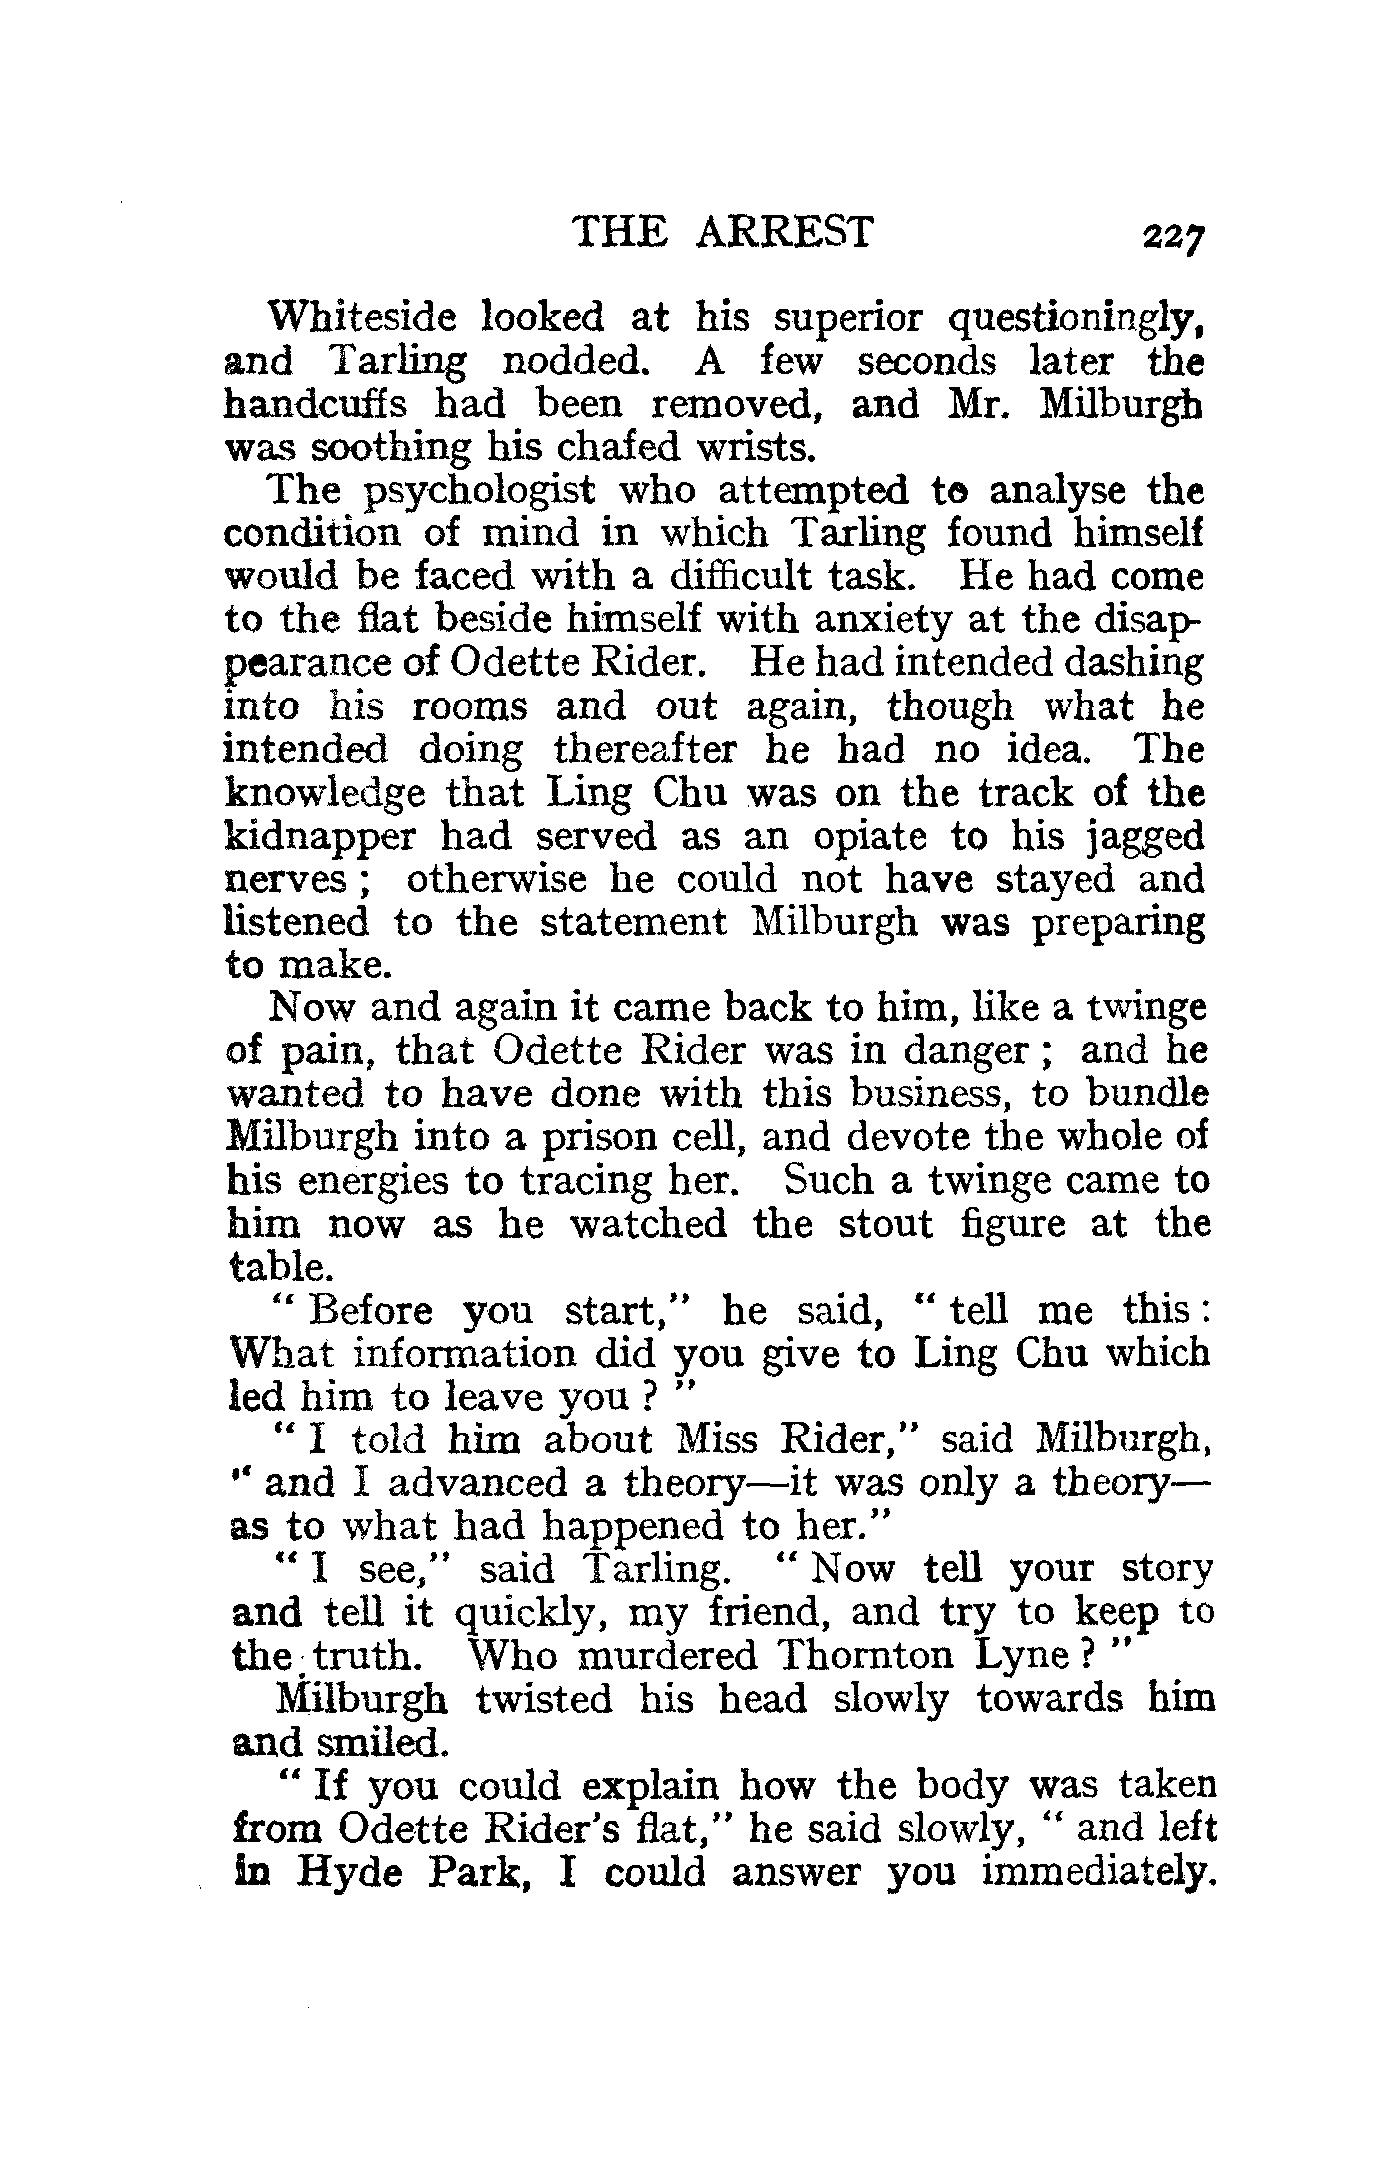 THE ARREST 227
Whiteside looked at his superior questioningly,
and Tarling nodded. A few seconds later the
handcuffs had been removed, and Mr. Milburgh
was soothing his chafed wrists.
The psychologist who attempted to analyse the
condition of mind in which Tarling found himself
would be faced with a difficult task. He had come
to the flat beside himself with anxiety at the disap-
pearance of Odette Rider. He had intended dashing
into his rooms and out again, though what he
intended doing thereafter he had no idea. The
knowledge that Ling Chu was on the track of the
kidnapper had served as an opiate to his jagged
nerves ; otherwise he could not have stayed and
listened to the statement Milburgh was preparing
to make.
Now and again it came back to him, like a twinge
of pain, that Odette Rider was in danger ; and he
wanted to have done with this business, to bundle
Milburgh into a prison cell, and devote the whole of
his energies to tracing her. Such a twinge came to
him now as he watched the stout figure at the
table.
“ Before you start,” he said, “ tell me this :
What information did you give to Ling Chu which
led him to leave you ? ”
“ I told him about Miss Rider,” said Milburgh,
“ and I advanced a theory—it was only a theory—
as to what had happened to her.”
“ I see,” said Tarling. “ Now tell your story
and tell it quickly, my friend, and try to keep to
the truth. Who murdered Thornton Lyne ? ”
Milburgh twisted his head slowly towards him
and smiled.
“ If you could explain how the body was taken
from Odette Rider’s flat,” he said slowly, “ and left
in Hyde Park, I could answer you immediately.